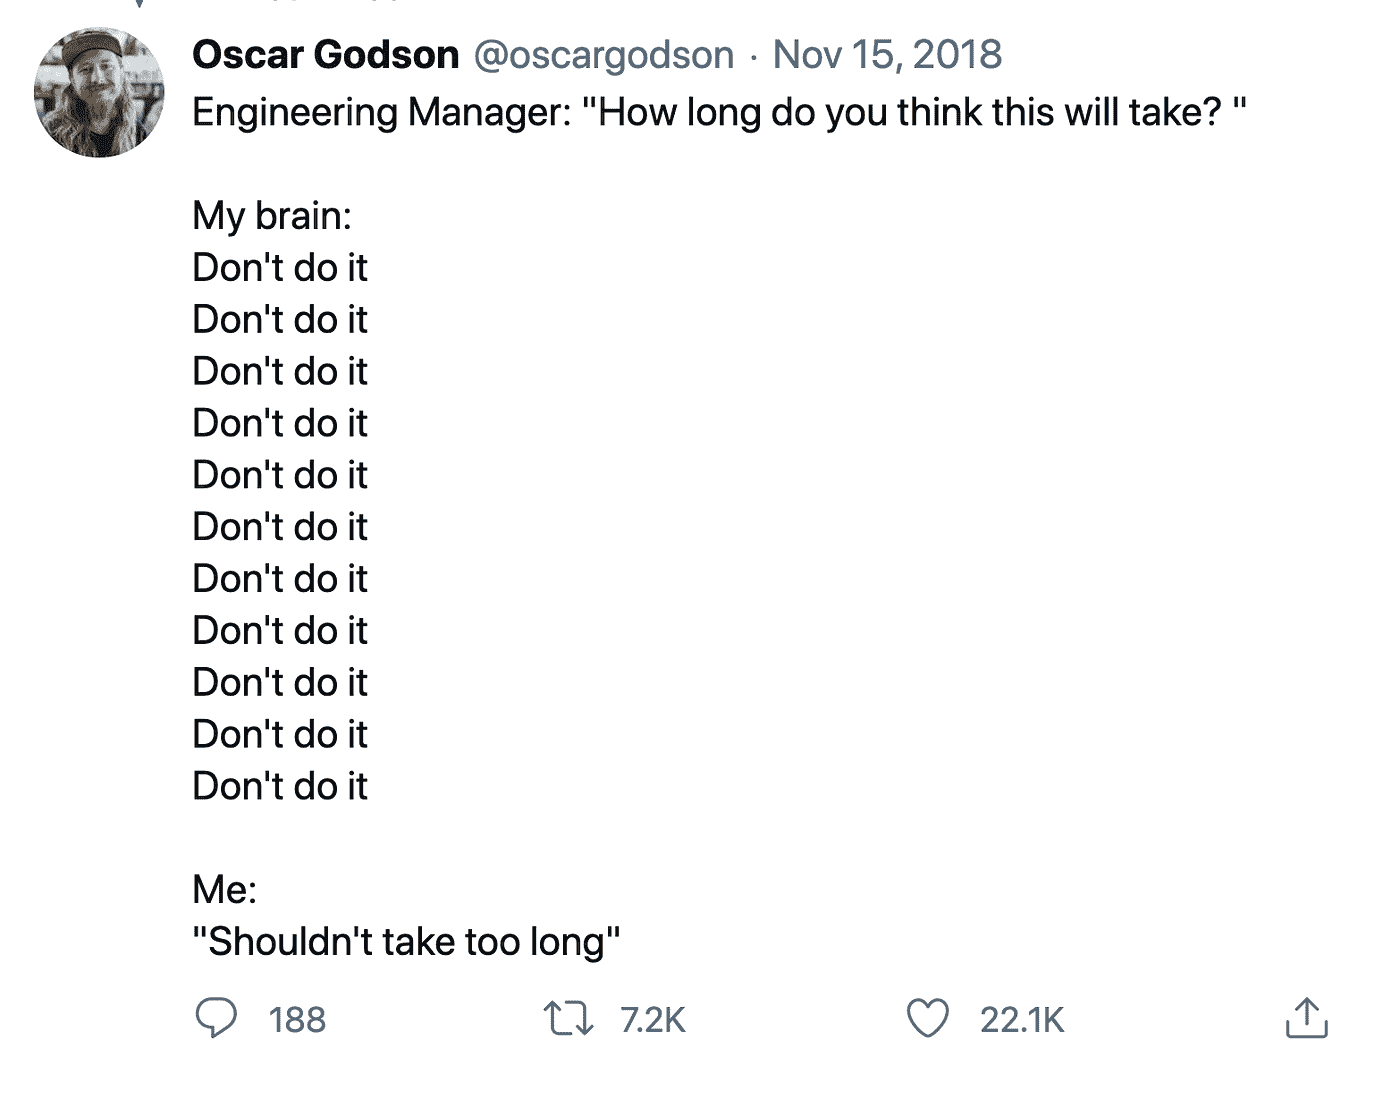 Oscar Godson @oscargodson · Nov 15, 2018
Engineering Manager: "How long do you think this will take? "
My brain:
Don't do it
Don't do it
Don't do it
Don't do it
Don't do it
Don't do it
Don't do it
Don't do it
Don't do it
Don't do it
Don't do it
Me:
"Shouldn't take too long"
188 7.2K 22.1K